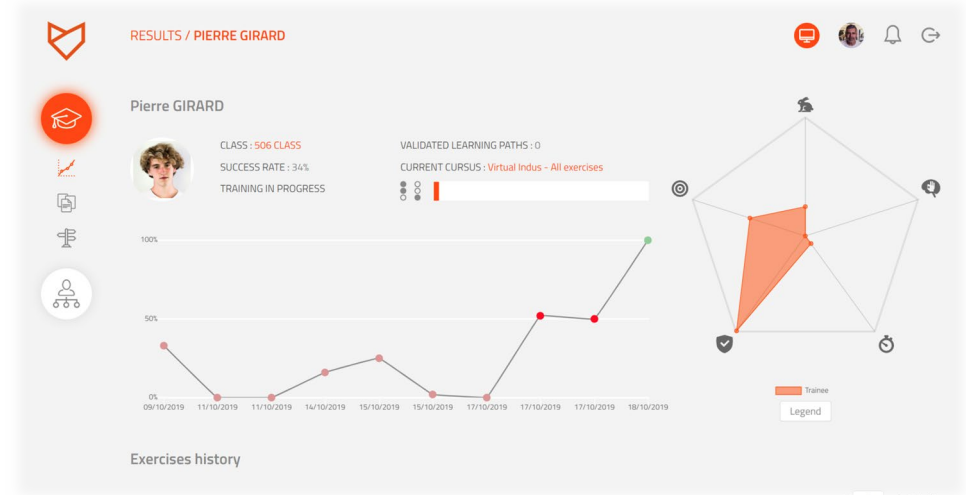 RESULTS / PIERRE GIRARD
Pierre GIRARD
CLASS : 506 CLASS
SUCCESS RATE : 34%
TRAINING IN PROGRESS
VALIDATED LEARNING PATHS : 0
CURRENT CURSUS : Virtual Indus - All exercises
100%
50%
0%
09/10/2019 11/10/2019 11/10/2019 14/10/2019 15/10/2019 15/10/2019 17/10/2019 17/10/2019 17/10/2019 18/10/2019
Trainee
Legend
Exercises history